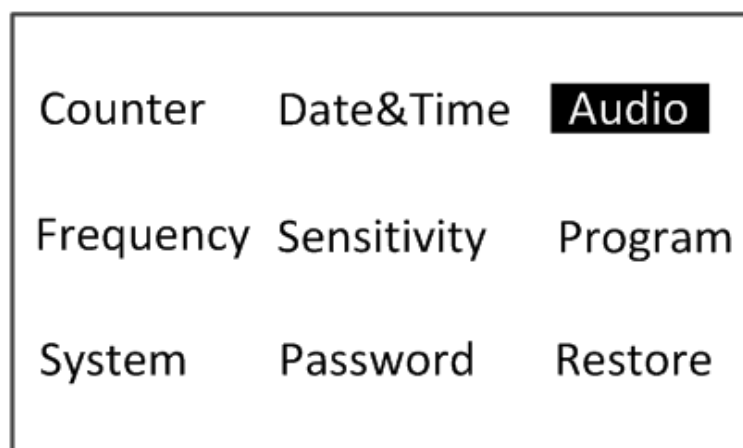 Counter Date&Time Audio
Frequency Sensitivity Program
System Password Restore